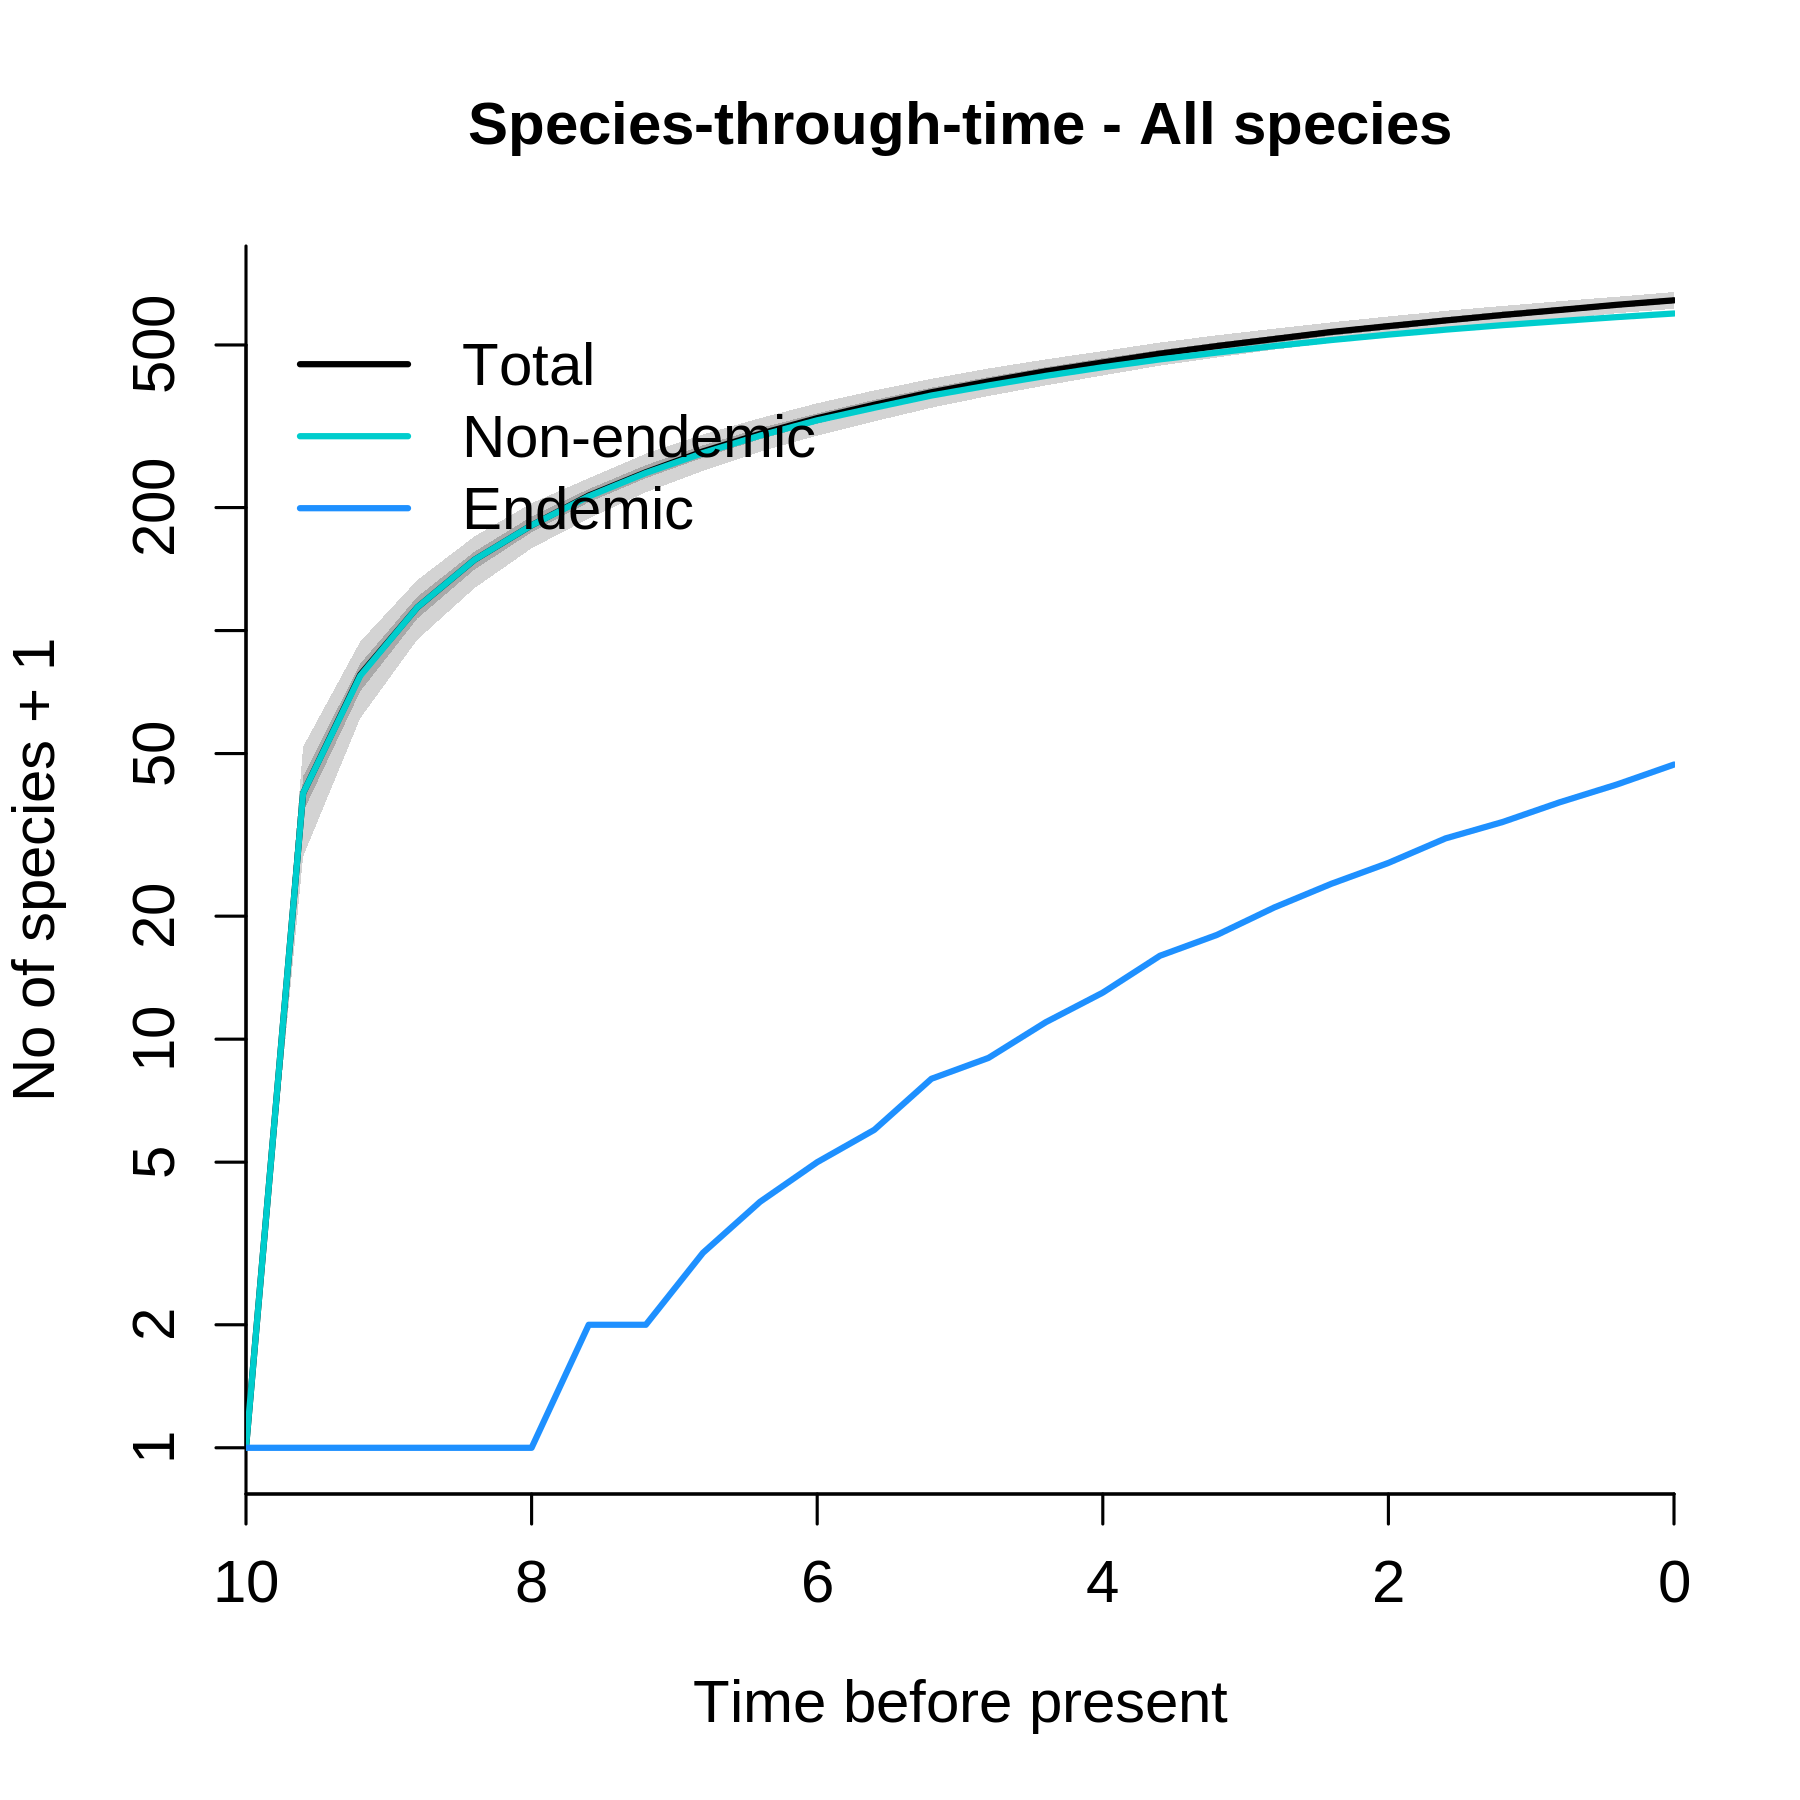 Species-through-time - All species
No of species + 1
500
200
50
20
10
5
2
1
Total
Non-endemic
Endemic
10 8 6 4 2 0
Time before present